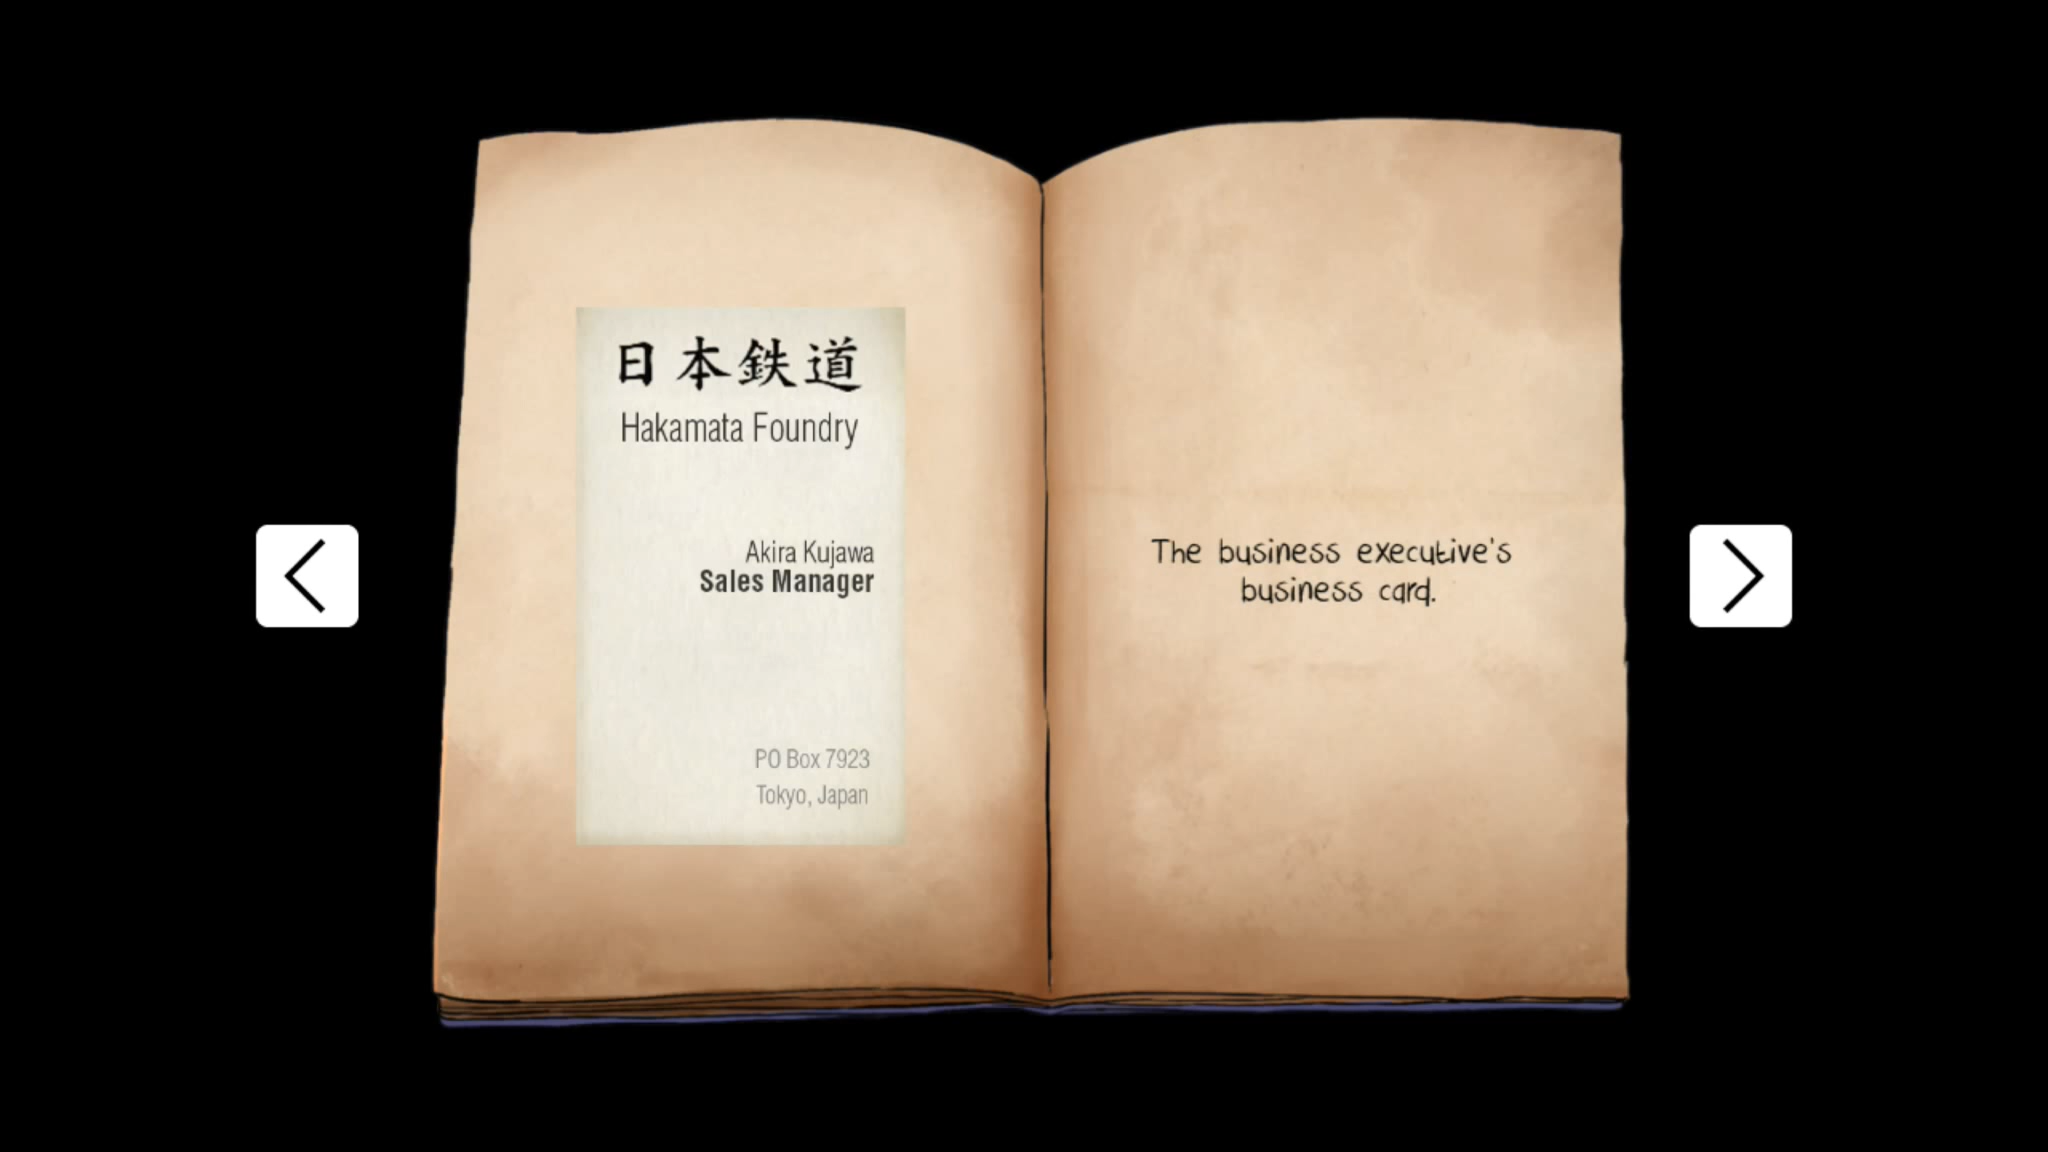 日本鉄道
Hakamata Foundry
Akira Kujawa
Sales Manager
PO Box 7923
Tokyo, Japan
The business executive's
business card.